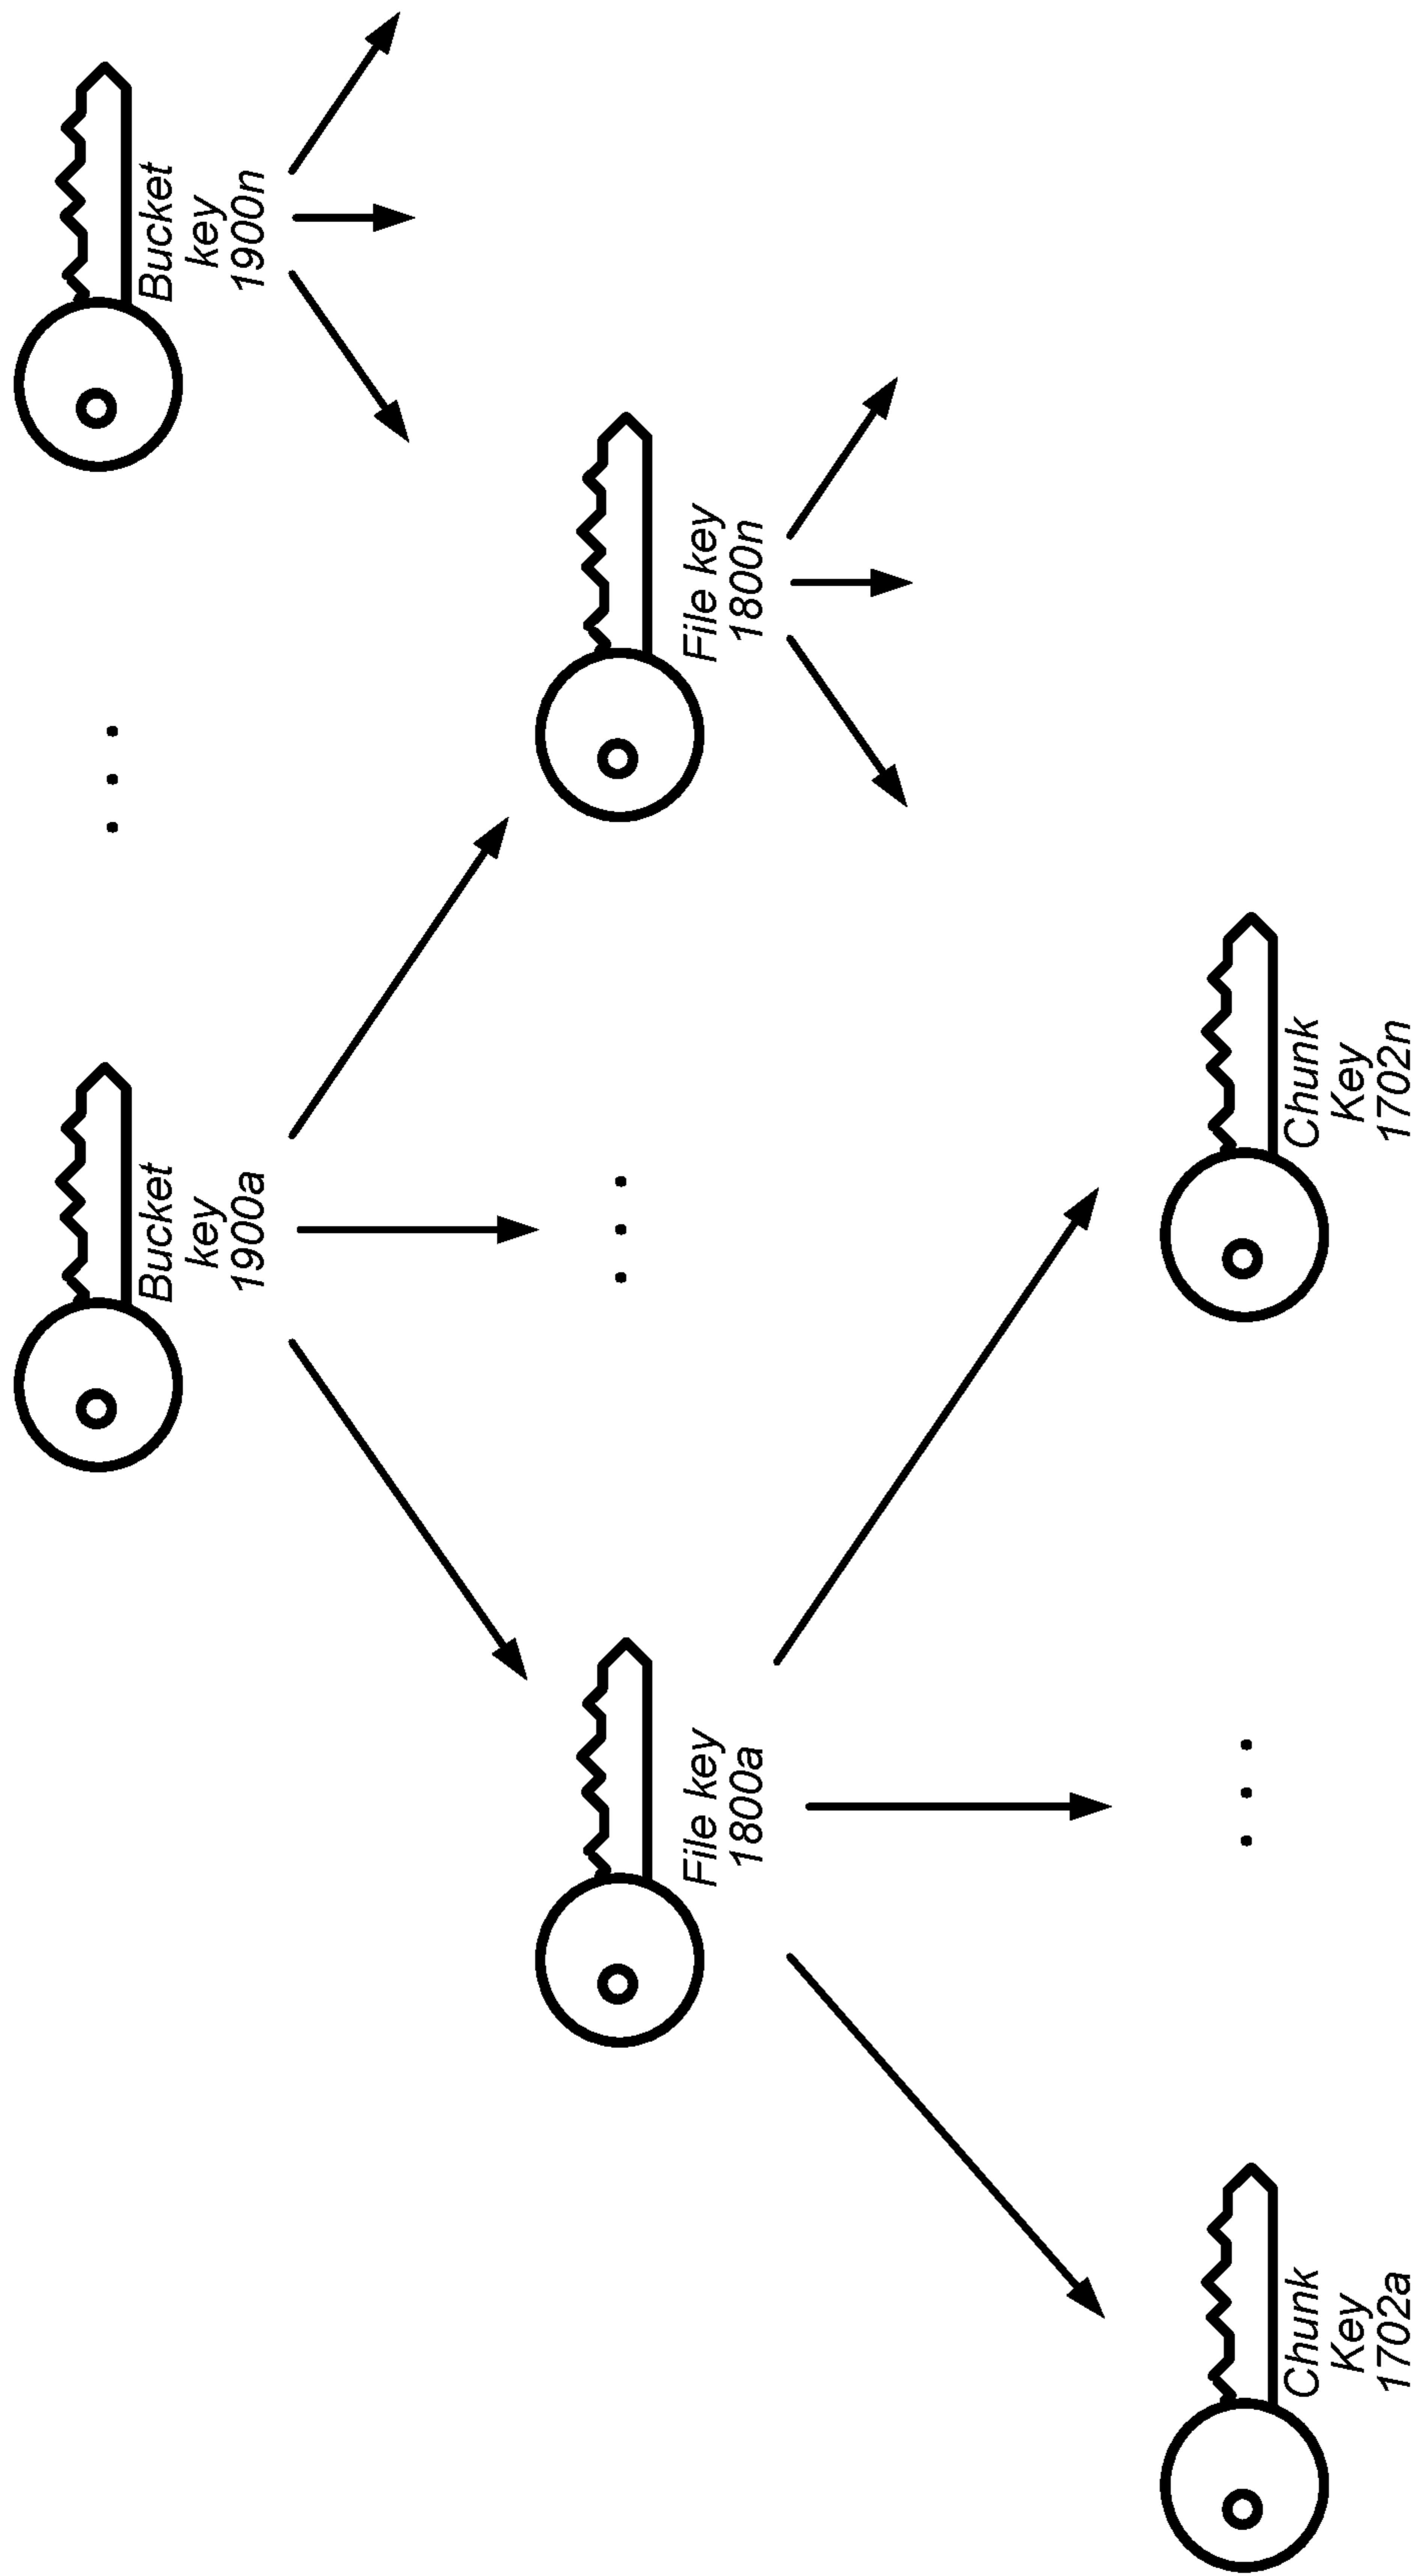 Bucket
key
1900a
Bucket
key
1900n
File key
1800a
File key
1800n
Chunk
Key
1702a
Chunk
Key
1702n